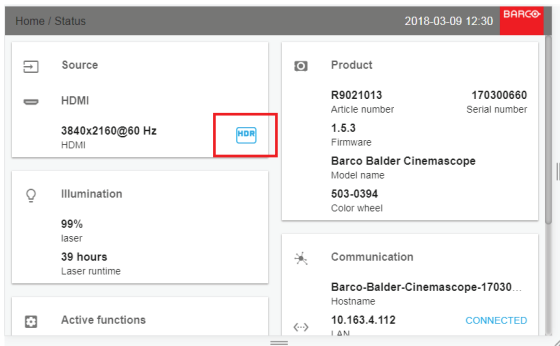 Home / Status
2018-03-09 12:30
BARCO
Source
HDMI
3840x2160@60 Hz
HDMI
HDR
Illumination
99%
laser
39 hours
Laser runtime
Active functions
Product
R9021013 170300660
Article number Serial number
1.5.3
Firmware
Barco Balder Cinemascope
Model name
503-0394
Color wheel
Communication
Barco-Balder-Cinemascope-17030...
Hostname
10.163.4.112 CONNECTED
LAN